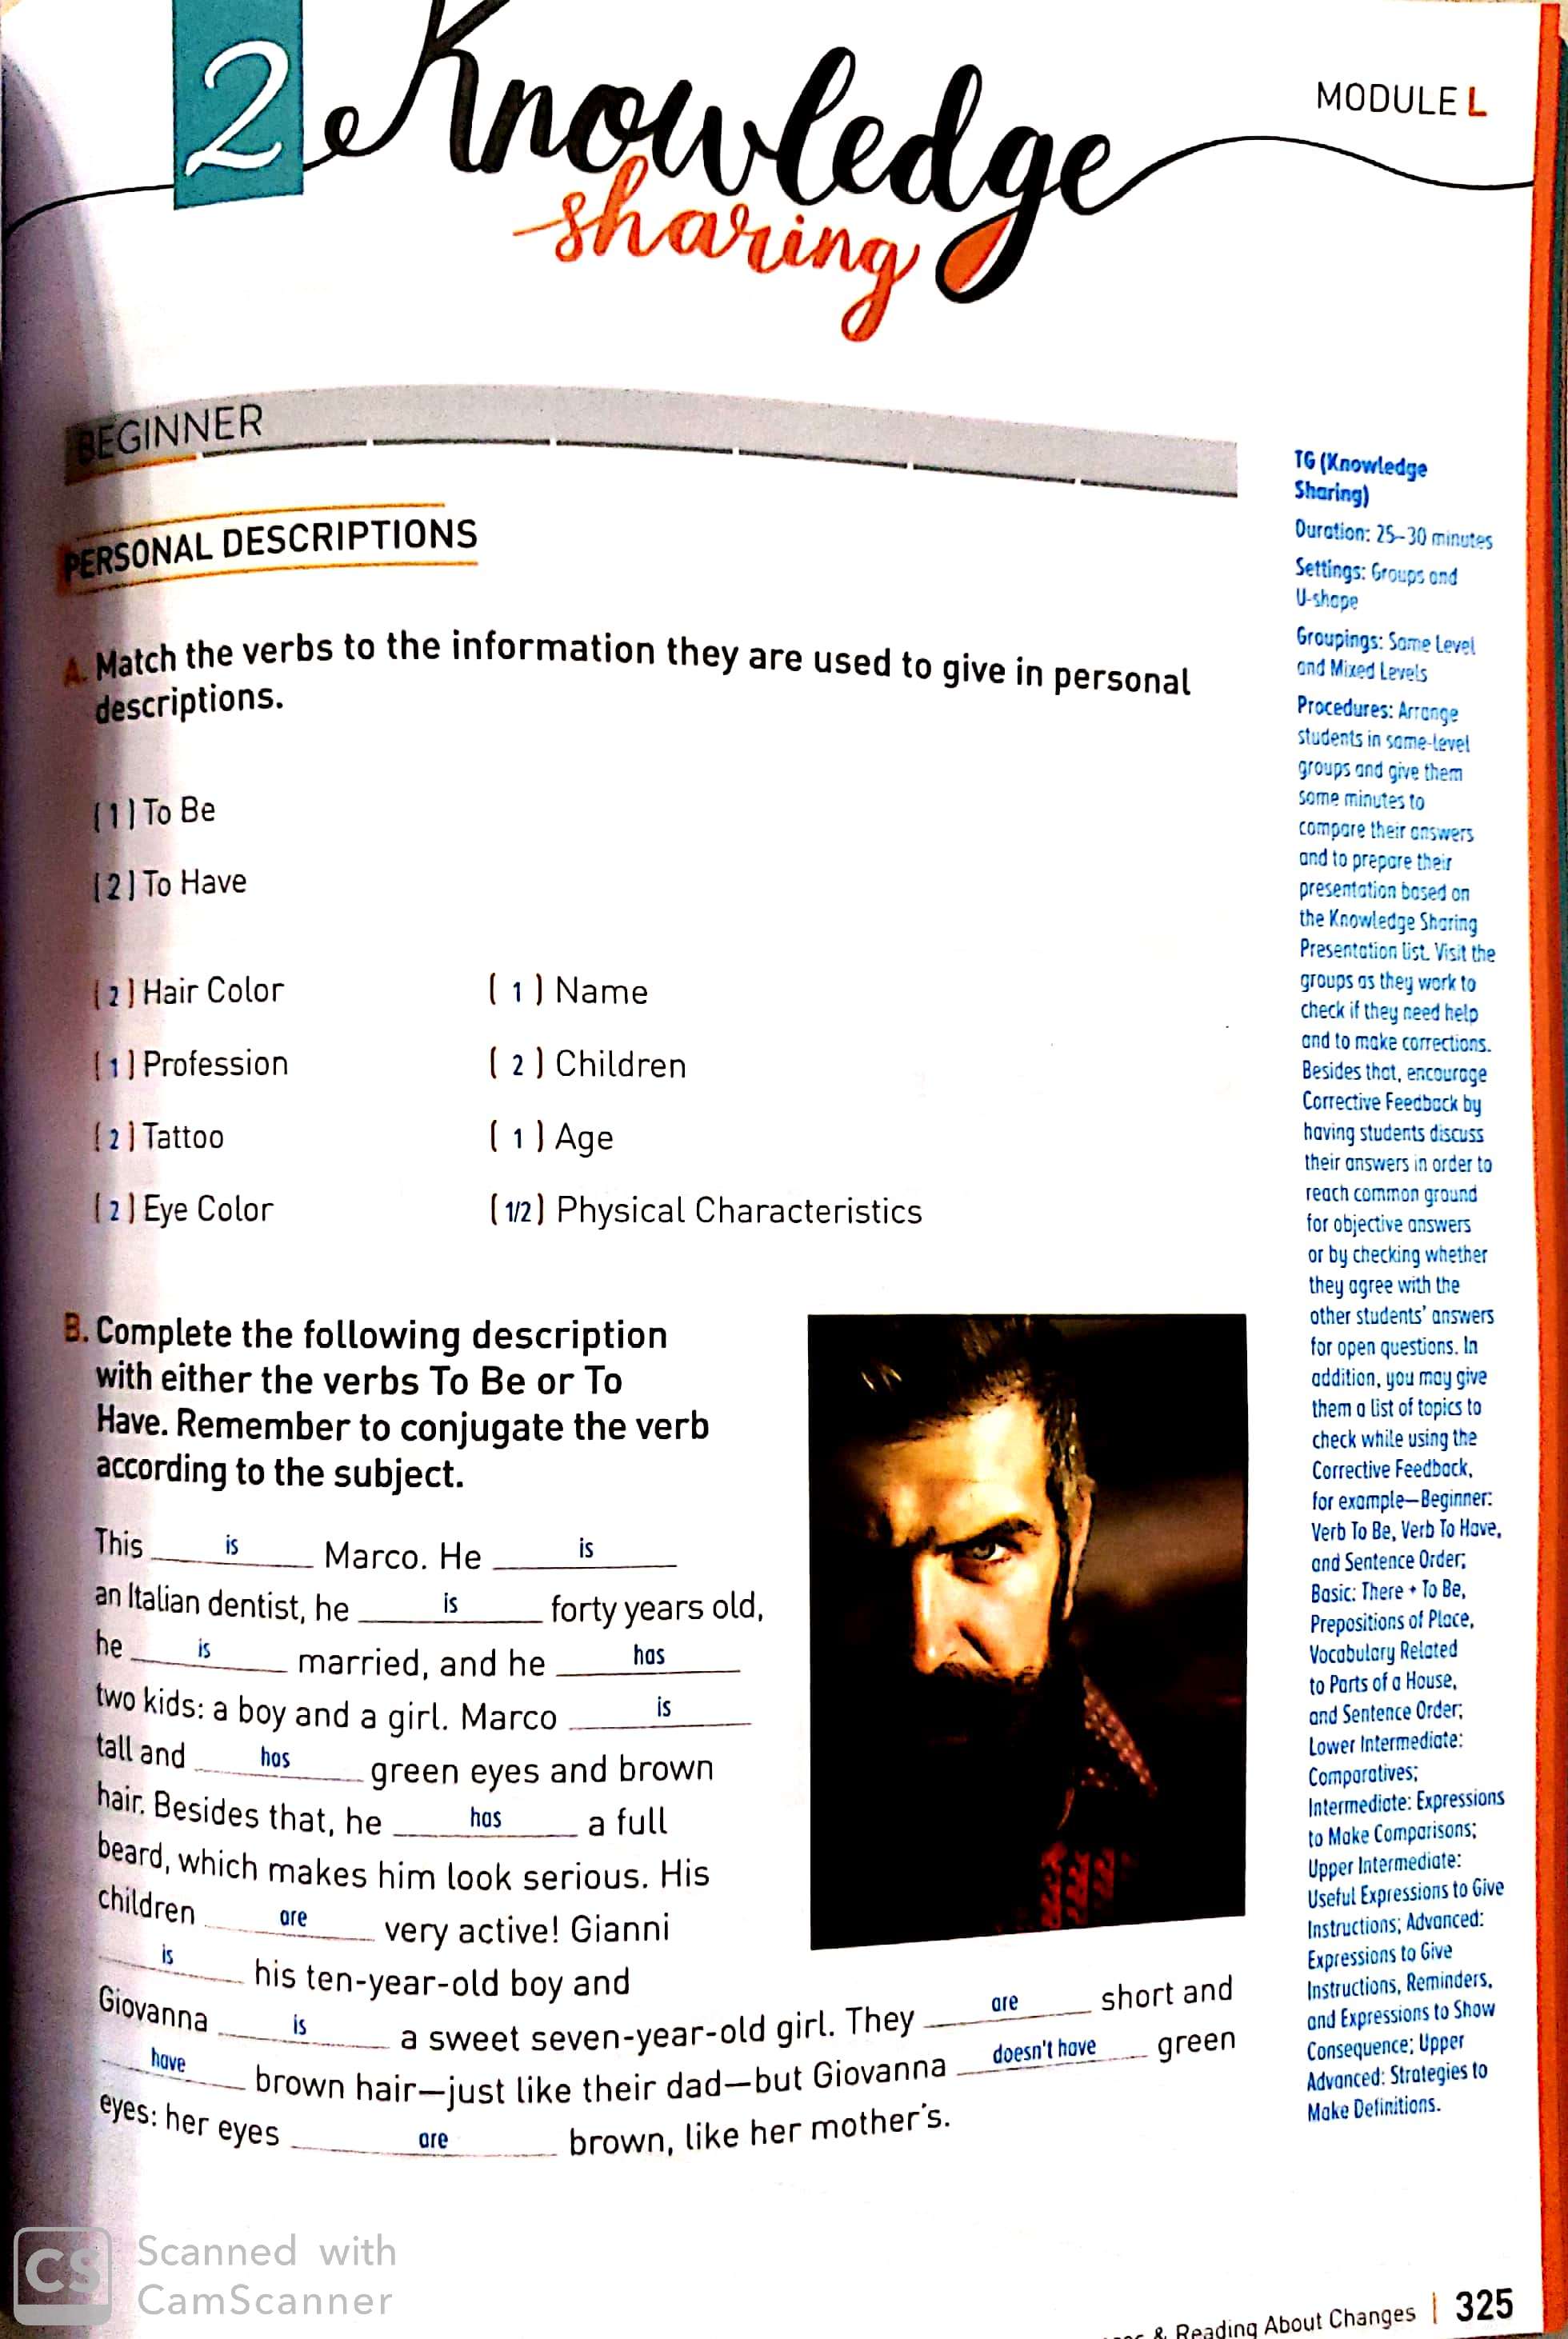 2 Knowledge
sharing
MODULE L
BEGINNER
PERSONAL DESCRIPTIONS
A. Match the verbs to the information they are used to give in personal
descriptions.
(1) To Be
(2) To Have
(2) Hair Color (1) Name
(1) Profession (2) Children
(2) Tattoo (1) Age
(2) Eye Color (1/2) Physical Characteristics
B. Complete the following description
with either the verbs To Be or To
Have. Remember to conjugate the verb
according to the subject.
This is Marco. He is
an Italian dentist, he is forty years old,
he is married, and he has
two kids: a boy and a girl. Marco is
tall and has green eyes and brown
hair. Besides that, he has a full
beard, which makes him look serious. His
children are very active! Gianni
is his ten-year-old boy and
Giovanna is a sweet seven-year-old girl. They are short and
have brown hair—just like their dad—but Giovanna doesn't have green
eyes: her eyes are brown, like her mother's.
TG (Knowledge
Sharing)
Duration: 25–30 minutes
Settings: Groups and
U-shape
Groupings: Same Level
and Mixed Levels
Procedures: Arrange
students in same-level
groups and give them
some minutes to
compare their answers
and to prepare their
presentation based on
the Knowledge Sharing
Presentation list. Visit the
groups as they work to
check if they need help
and to make corrections.
Besides that, encourage
Corrective Feedback by
having students discuss
their answers in order to
reach common ground
for objective answers
or by checking whether
they agree with the
other students' answers
for open questions. In
addition, you may give
them a list of topics to
check while using the
Corrective Feedback,
for example—Beginner:
Verb To Be, Verb To Have,
and Sentence Order;
Basic: There + To Be,
Prepositions of Place,
Vocabulary Related
to Parts of a House,
and Sentence Order;
Lower Intermediate:
Comparatives;
Intermediate: Expressions
to Make Comparisons;
Upper Intermediate:
Useful Expressions to Give
Instructions; Advanced:
Expressions to Give
Instructions, Reminders,
and Expressions to Show
Consequence; Upper
Advanced: Strategies to
Make Definitions.
CS Scanned with
CamScanner
& Reading About Changes | 325